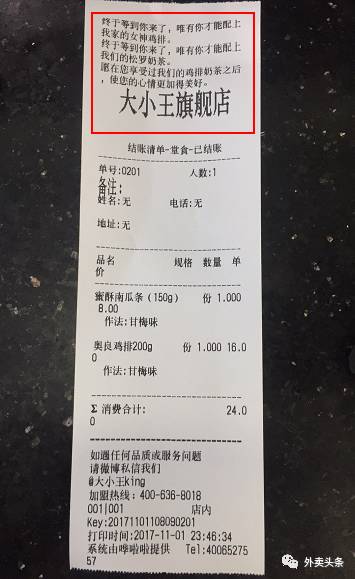 终于等到你来了，唯有你才能配上
我家的女神鸡排。
终于等到你来了，唯有你才能配上
我们的松罗奶茶。
愿在您享受过我们的鸡排奶茶之后
，使您的心情更加得美好。
大小王旗舰店
结账清单-堂食-已结账
单号:0201 人数:1
备注:
姓名:无 电话:无
地址:无
品名 规格 数量 单
价
蜜酥南瓜条（150g） 份 1.000
8.00
作法:甘梅味
奥良鸡排200g 份 1.000 16.0
0
作法:甘梅味
Σ 消费合计: 24.0
0
如遇任何品质或服务问题
请微博私信我们
@大小王king
加盟热线：400-636-8018
001|001 店内
Key:20171101108090201
打印时间:2017-11-01 23:46:34
系统由哗啦啦提供 Tel:40065275
57
外卖头条